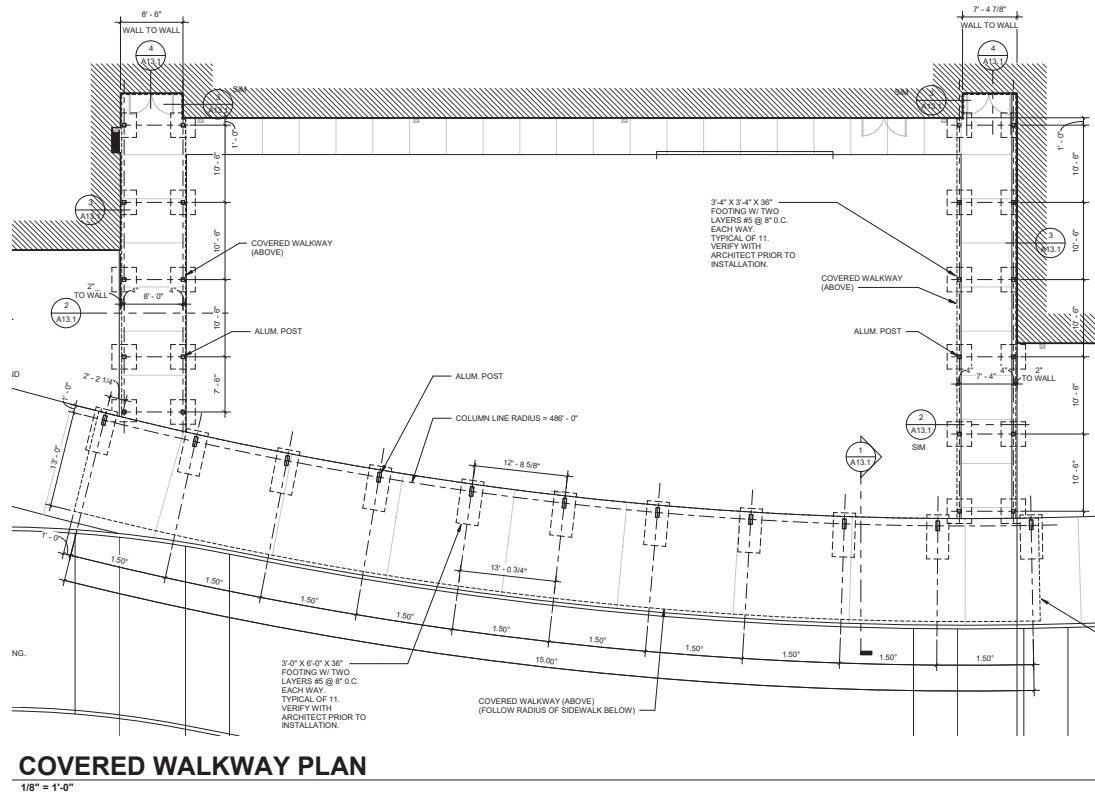 8' - 6"
WALL TO WALL
4
A13.1
3
A13.1
SIM
1' - 0"
10' - 6"
3
A13.1
10' - 6"
COVERED WALKWAY
(ABOVE)
2"
TO WALL
4"
4"
8' - 0"
2
A13.1
10' - 6"
ALUM. POST
7' - 6"
2' - 2 1/4"
1' - 0"
13' - 0"
1' - 0"
7' - 4 7/8"
WALL TO WALL
4
A13.1
SIM
3
A13.1
1' - 0"
10' - 6"
3'-4" X 3'-4" X 36"
FOOTING W/ TWO
LAYERS #5 @ 8" O.C.
EACH WAY.
TYPICAL OF 11.
VERIFY WITH
ARCHITECT PRIOR TO
INSTALLATION.
3
A13.1
10' - 6"
COVERED WALKWAY
(ABOVE)
10' - 6"
ALUM. POST
4"
4"
7' - 4"
2"
TO WALL
10' - 6"
2
A13.1
SIM
10' - 6"
ND
ALUM. POST
COLUMN LINE RADIUS = 486' - 0"
12' - 8 5/8"
1
A13.1
13' - 0 3/4"
1.50°
1.50°
1.50°
1.50°
1.50°
1.50°
1.50°
1.50°
1.50°
1.50°
15.00°
NG.
3'-0" X 6'-0" X 36"
FOOTING W/ TWO
LAYERS #5 @ 8" O.C.
EACH WAY.
TYPICAL OF 11.
VERIFY WITH
ARCHITECT PRIOR TO
INSTALLATION.
COVERED WALKWAY (ABOVE)
(FOLLOW RADIUS OF SIDEWALK BELOW)
COVERED WALKWAY PLAN
1/8" = 1'-0"